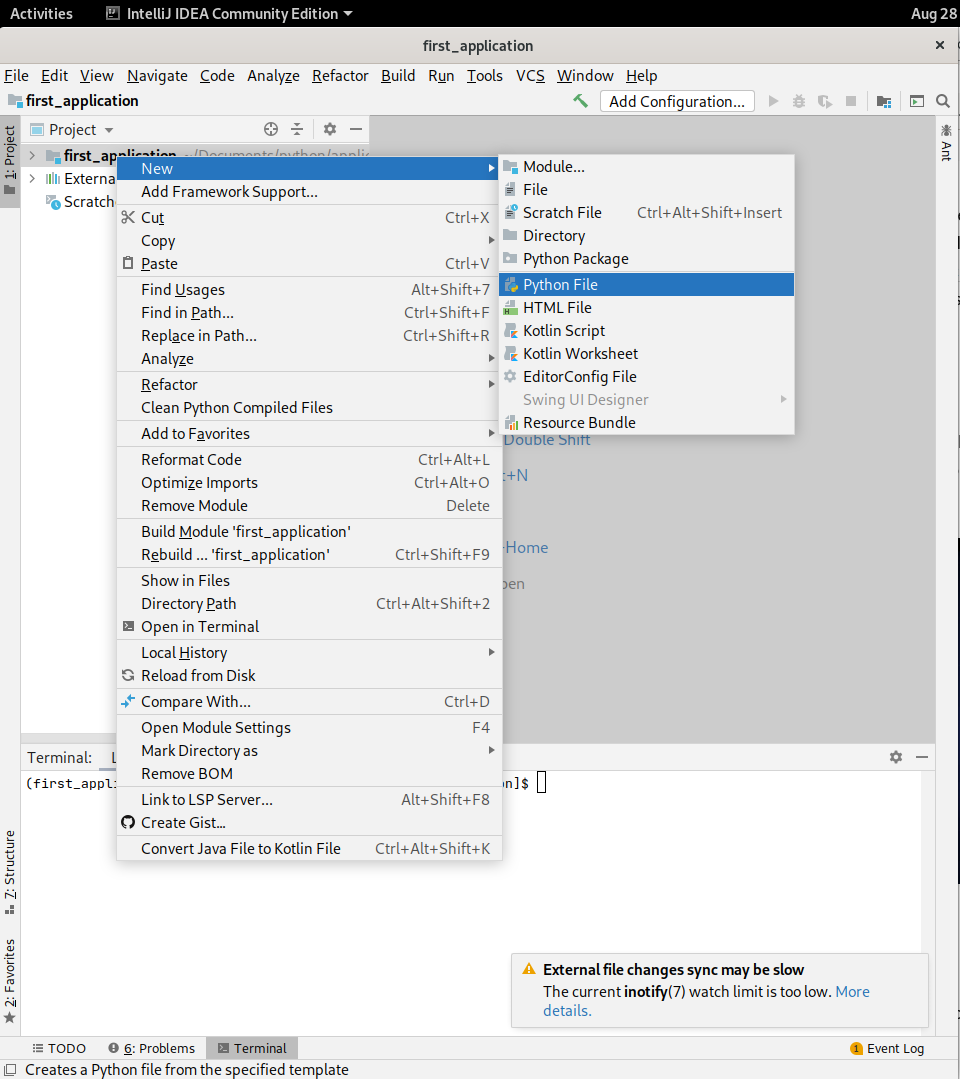 Activities IntelliJ IDEA Community Edition Aug 28
first_application
File Edit View Navigate Code Analyze Refactor Build Run Tools VCS Window Help
first_application Add Configuration...
1: Project
Project
Ant
first_application ~/Documents/python/applic
Externa
Scratch
New
Add Framework Support...
Cut Ctrl+X
Copy
Paste Ctrl+V
Find Usages Alt+Shift+7
Find in Path... Ctrl+Shift+F
Replace in Path... Ctrl+Shift+R
Analyze
Refactor
Clean Python Compiled Files
Add to Favorites
Reformat Code Ctrl+Alt+L
Optimize Imports Ctrl+Alt+O
Remove Module Delete
Build Module 'first_application'
Rebuild ... 'first_application' Ctrl+Shift+F9
Show in Files
Directory Path Ctrl+Alt+Shift+2
Open in Terminal
Local History
Reload from Disk
Compare With... Ctrl+D
Open Module Settings F4
Mark Directory as
Remove BOM
Link to LSP Server... Alt+Shift+F8
Create Gist...
Convert Java File to Kotlin File Ctrl+Alt+Shift+K
Module...
File
Scratch File Ctrl+Alt+Shift+Insert
Directory
Python Package
Python File
HTML File
Kotlin Script
Kotlin Worksheet
EditorConfig File
Swing UI Designer
Resource Bundle
Double Shift
+N
+Home
pen
Terminal: L
(first_appli n]$
7: Structure
2: Favorites
External file changes sync may be slow
The current inotify(7) watch limit is too low. More
details.
TODO 6: Problems Terminal 1 Event Log
Creates a Python file from the specified template